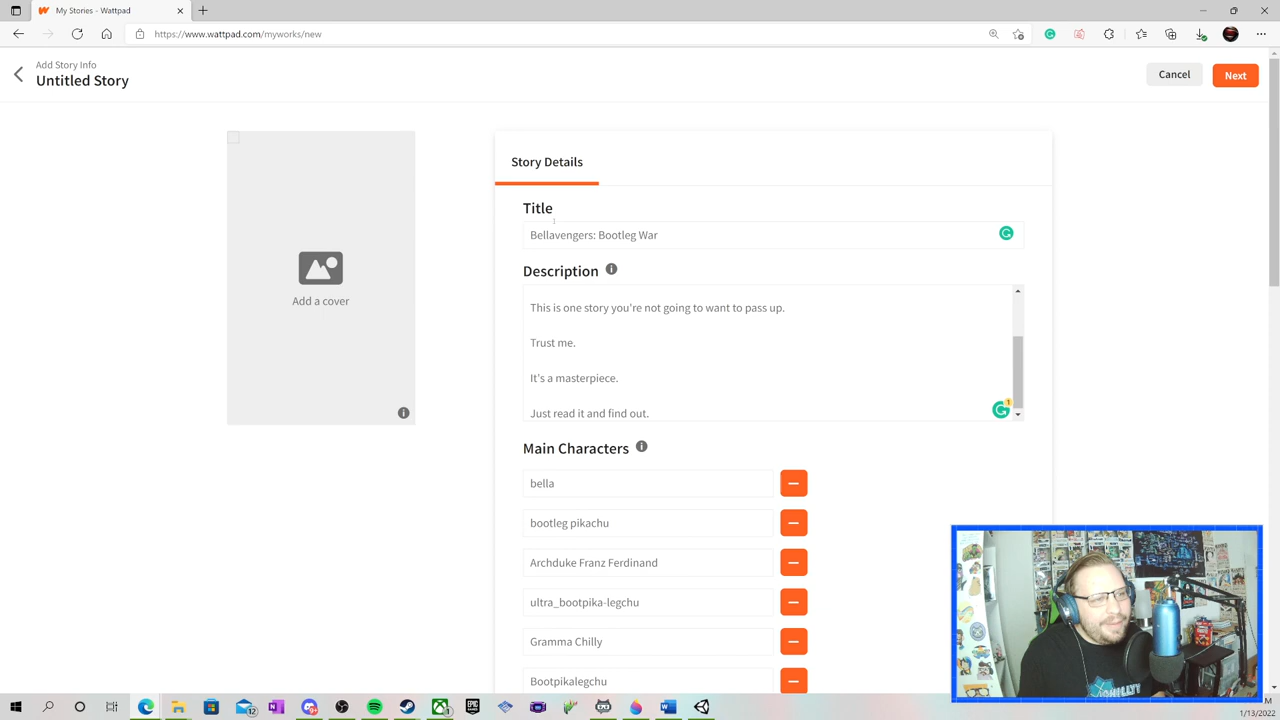 My Stories - Wattpad
https://www.wattpad.com/myworks/new
Add Story Info
Untitled Story
Cancel
Next
Add a cover
Story Details
Title
Bellavengers: Bootleg War
Description
This is one story you're not going to want to pass up.
Trust me.
It's a masterpiece.
Just read it and find out.
1
Main Characters
bella
bootleg pikachu
Archduke Franz Ferdinand
ultra_bootpika-legchu
Gramma Chilly
Bootpikalegchu
12
EPIC
M
1/13/2022